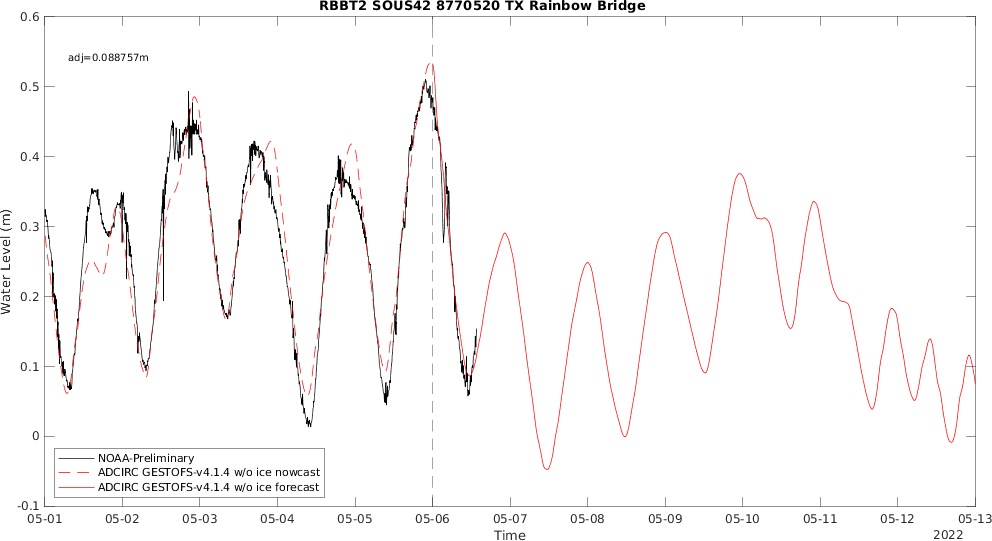 RBBT2 SOUS42 8770520 TX Rainbow Bridge
0.6
adj=0.088757m
0.5
0.4
0.3
0.2
0.1
0
-0.1
Water Level (m)
NOAA-Preliminary
ADCIRC GESTOFS-v4.1.4 w/o ice nowcast
ADCIRC GESTOFS-v4.1.4 w/o ice forecast
05-01 05-02 05-03 05-04 05-05 05-06 05-07 05-08 05-09 05-10 05-11 05-12 05-13
Time
2022